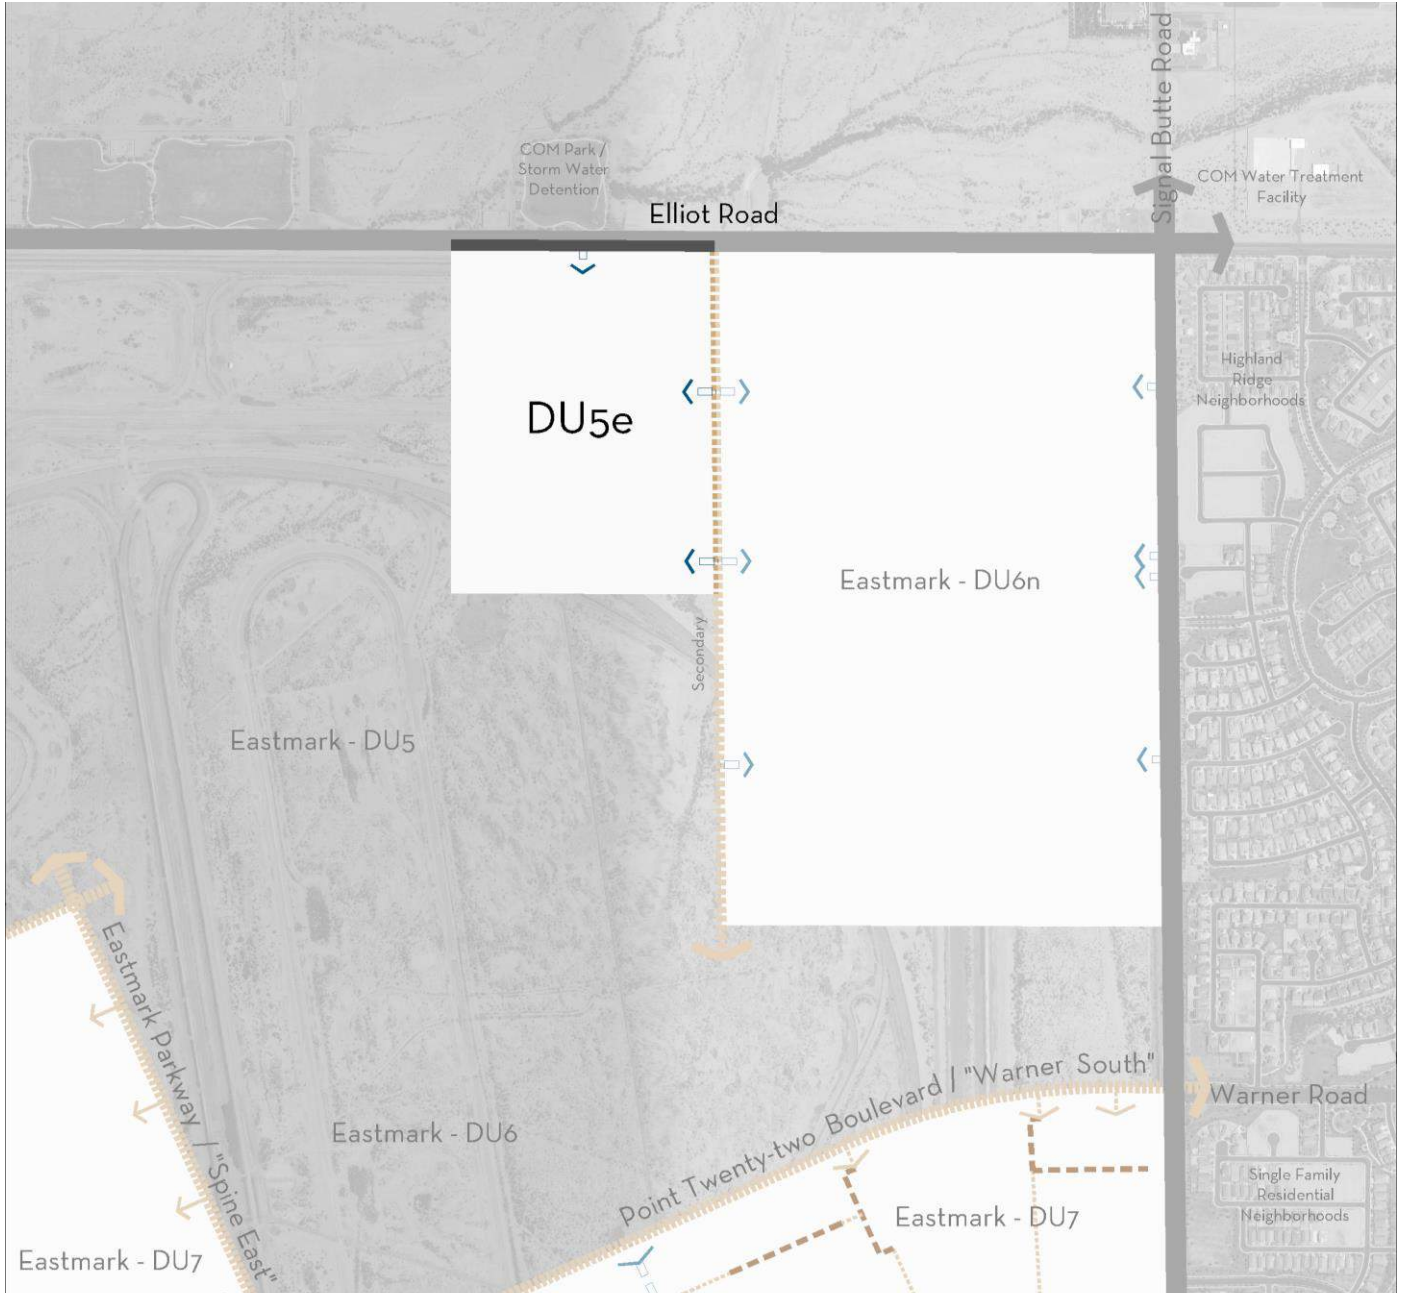 Signal Butte Road
COM Park /
Storm Water
Detention
COM Water Treatment
Facility
Elliot Road
Highland
Ridge
Neighborhoods
DU5e
Eastmark - DU6n
Secondary
Eastmark - DU5
Eastmark Parkway / "Spine East"
Point Twenty-two Boulevard / "Warner South"
Warner Road
Eastmark - DU6
Single Family
Residential
Neighborhoods
Eastmark - DU7
Eastmark - DU7